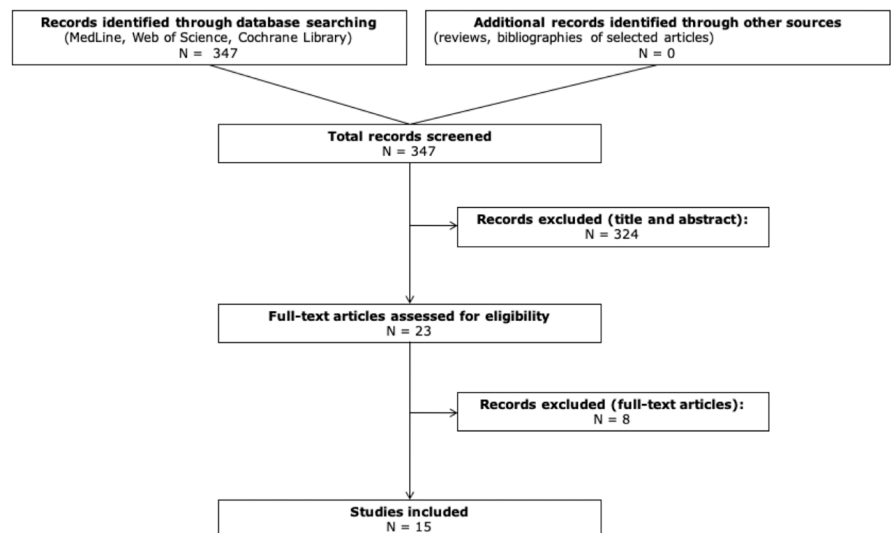 Records identified through database searching
(MedLine, Web of Science, Cochrane Library)
N = 347
Additional records identified through other sources
(reviews, bibliographies of selected articles)
N = 0
Total records screened
N = 347
Records excluded (title and abstract):
N = 324
Full-text articles assessed for eligibility
N = 23
Records excluded (full-text articles):
N = 8
Studies included
N = 15